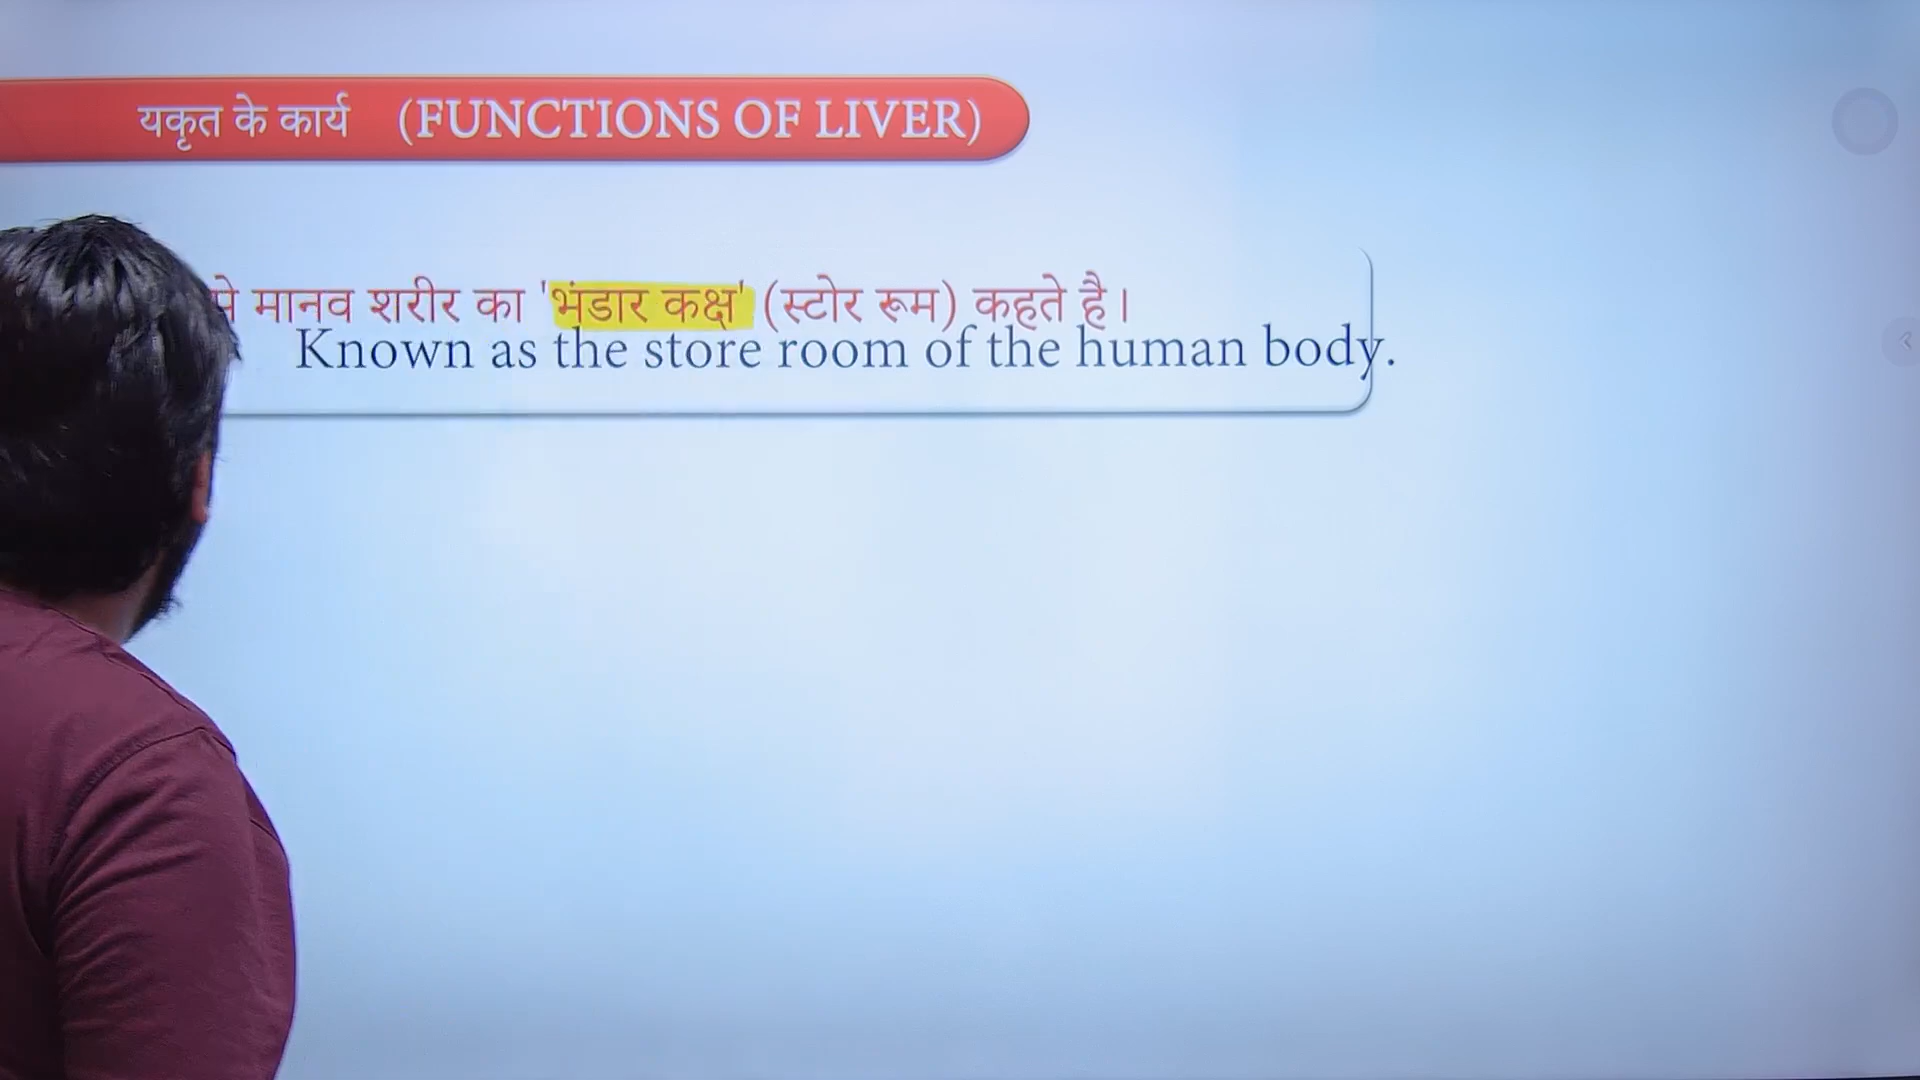 यकृत के कार्य (FUNCTIONS OF LIVER)
मानव शरीर का 'भंडार कक्ष' (स्टोर रूम) कहते है।
Known as the store room of the human body.